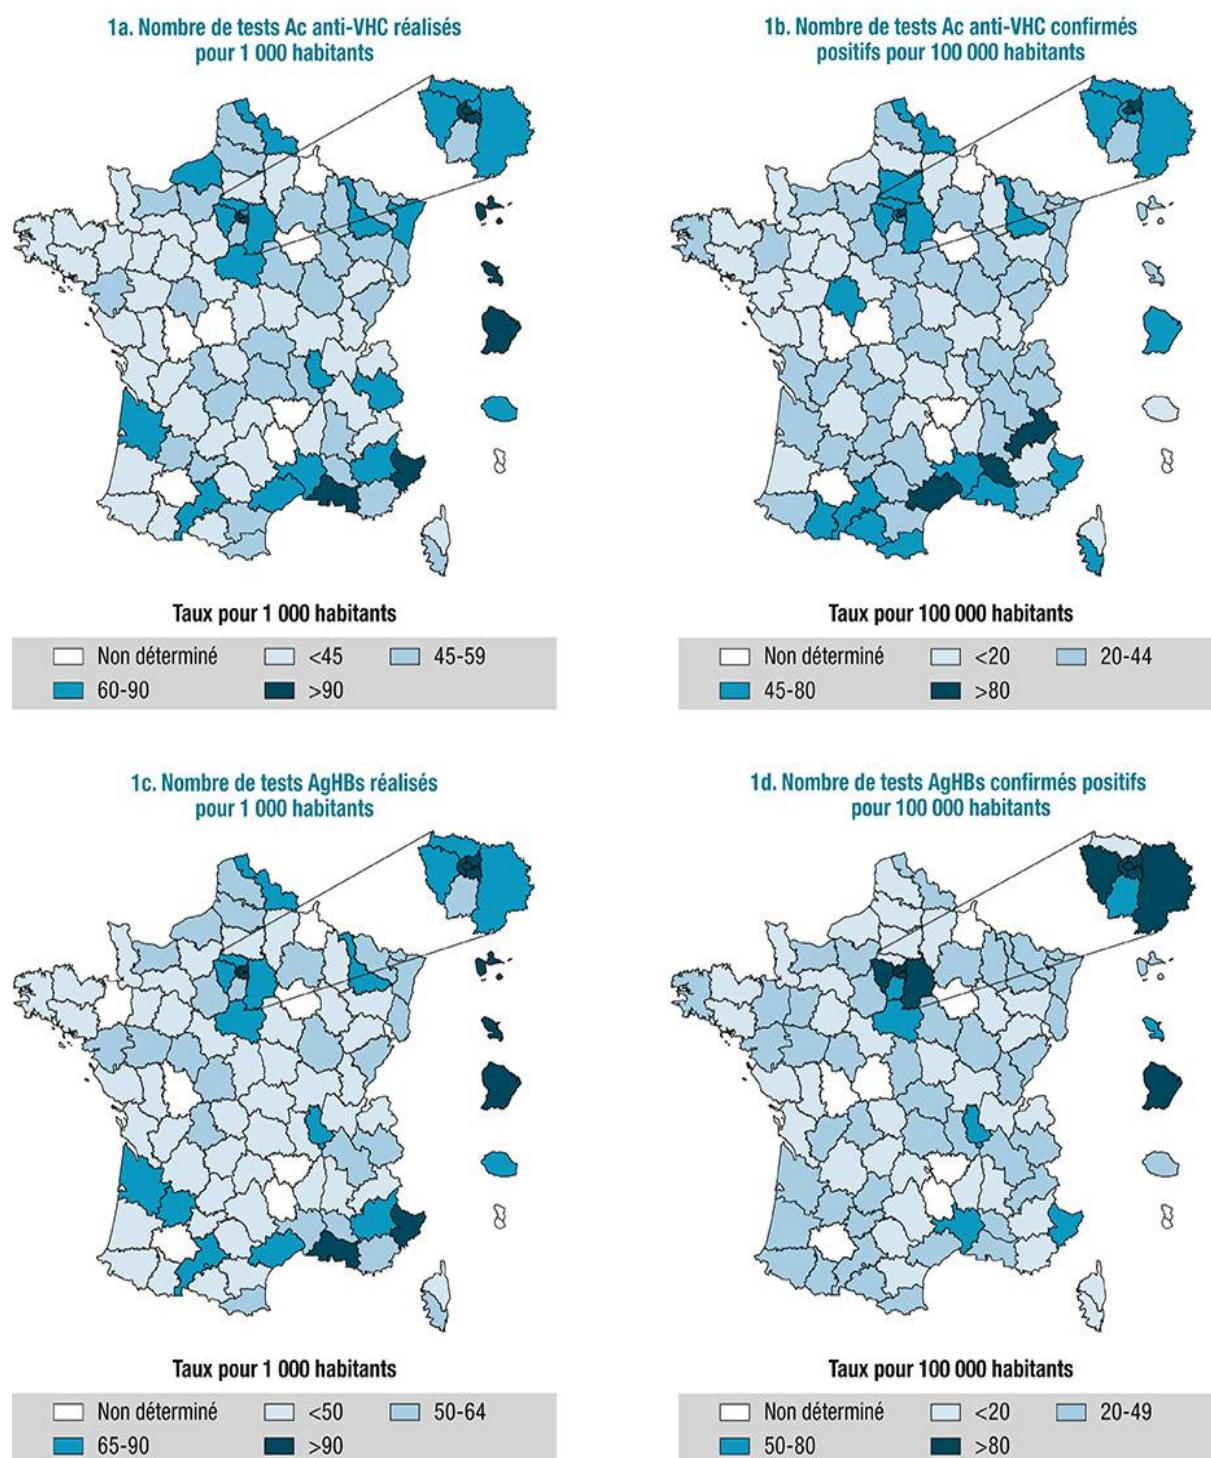 1a. Nombre de tests Ac anti-VHC réalisés
pour 1 000 habitants
1b. Nombre de tests Ac anti-VHC confirmés
positifs pour 100 000 habitants
Taux pour 1 000 habitants
Non déterminé
<45
45-59
60-90
>90
Taux pour 100 000 habitants
Non déterminé
<20
20-44
45-80
>80
1c. Nombre de tests AgHBs réalisés
pour 1 000 habitants
1d. Nombre de tests AgHBs confirmés positifs
pour 100 000 habitants
Taux pour 1 000 habitants
Non déterminé
<50
50-64
65-90
>90
Taux pour 100 000 habitants
Non déterminé
<20
20-49
50-80
>80